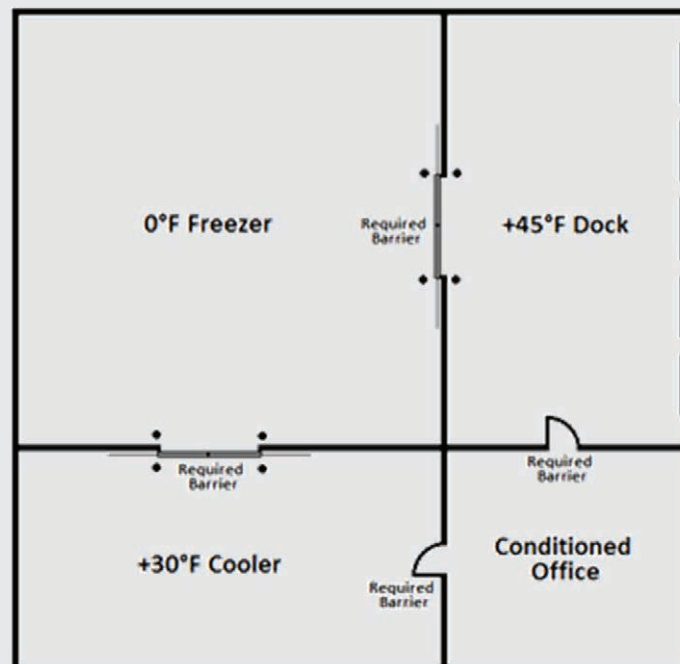 0°F Freezer
Required
Barrier
+45°F Dock
Required
Barrier
Required
Barrier
+30°F Cooler
Required
Barrier
Conditioned
Office